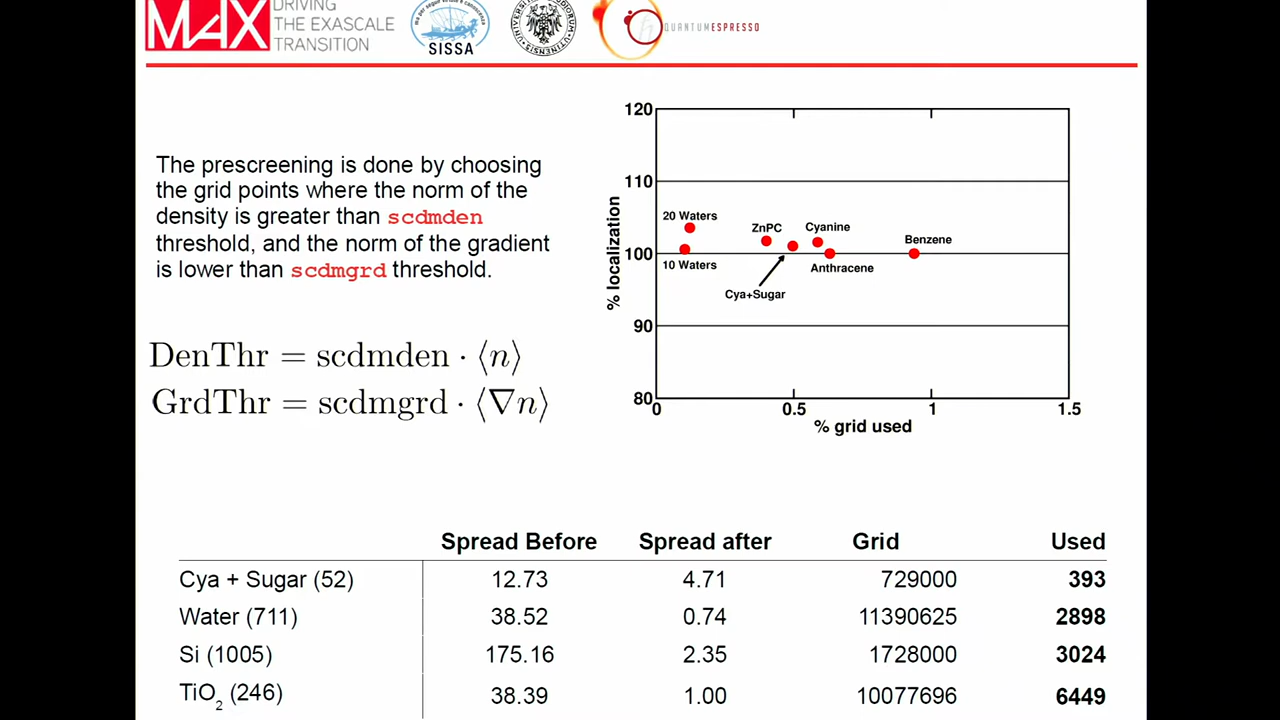 MAX
DRIVING
THE EXASCALE
TRANSITION
SISSA
QUANTUMESPRESSO
The prescreening is done by choosing
the grid points where the norm of the
density is greater than scdmden
threshold, and the norm of the gradient
is lower than scdmgrd threshold.
DenThr = scdmden · ⟨n⟩
GrdThr = scdmgrd · ⟨∇n⟩
120
110
100
90
80
% localization
20 Waters
10 Waters
ZnPC
Cya+Sugar
Cyanine
Anthracene
Benzene
0 0.5 1 1.5
% grid used
Spread Before Spread after Grid Used
Cya + Sugar (52) 12.73 4.71 729000 393
Water (711) 38.52 0.74 11390625 2898
Si (1005) 175.16 2.35 1728000 3024
TiO₂ (246) 38.39 1.00 10077696 6449